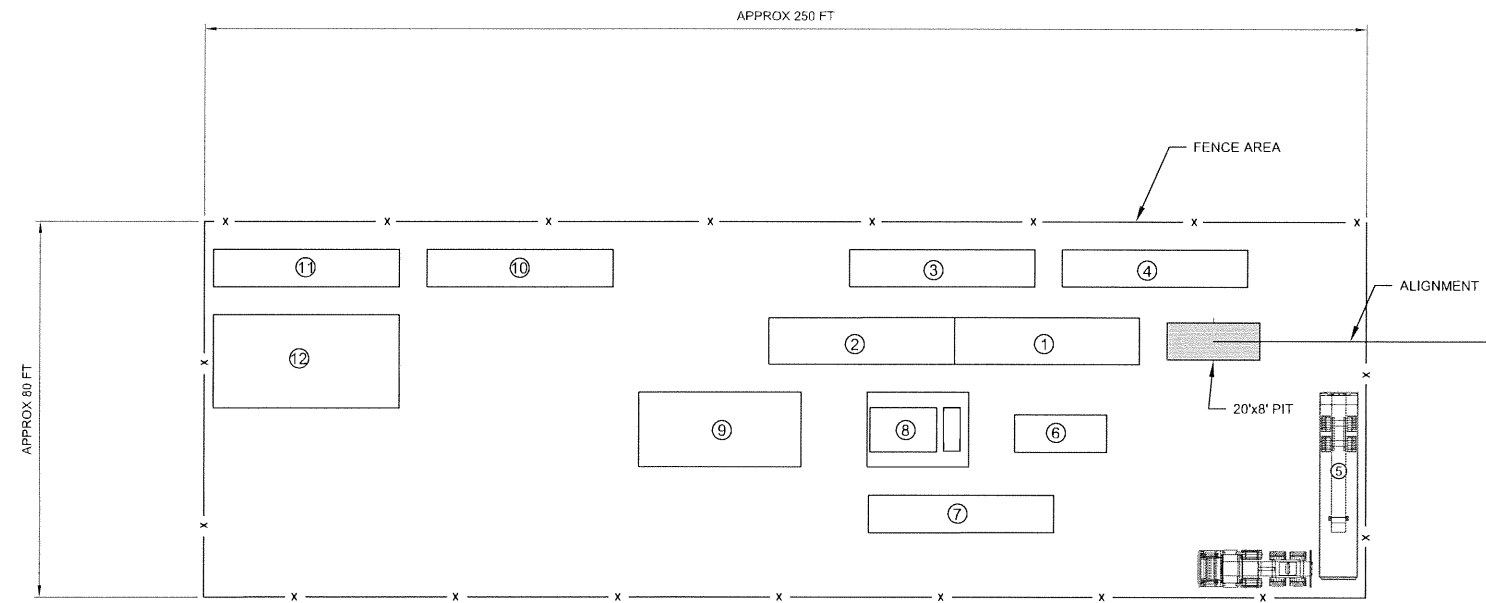 APPROX 250 FT
FENCE AREA
APPROX 80 FT
11
10
3
4
ALIGNMENT
12
2
1
20'x8' PIT
9
8
6
5
7
X X X X X X X X
X
X
X
X
X X X X X X X